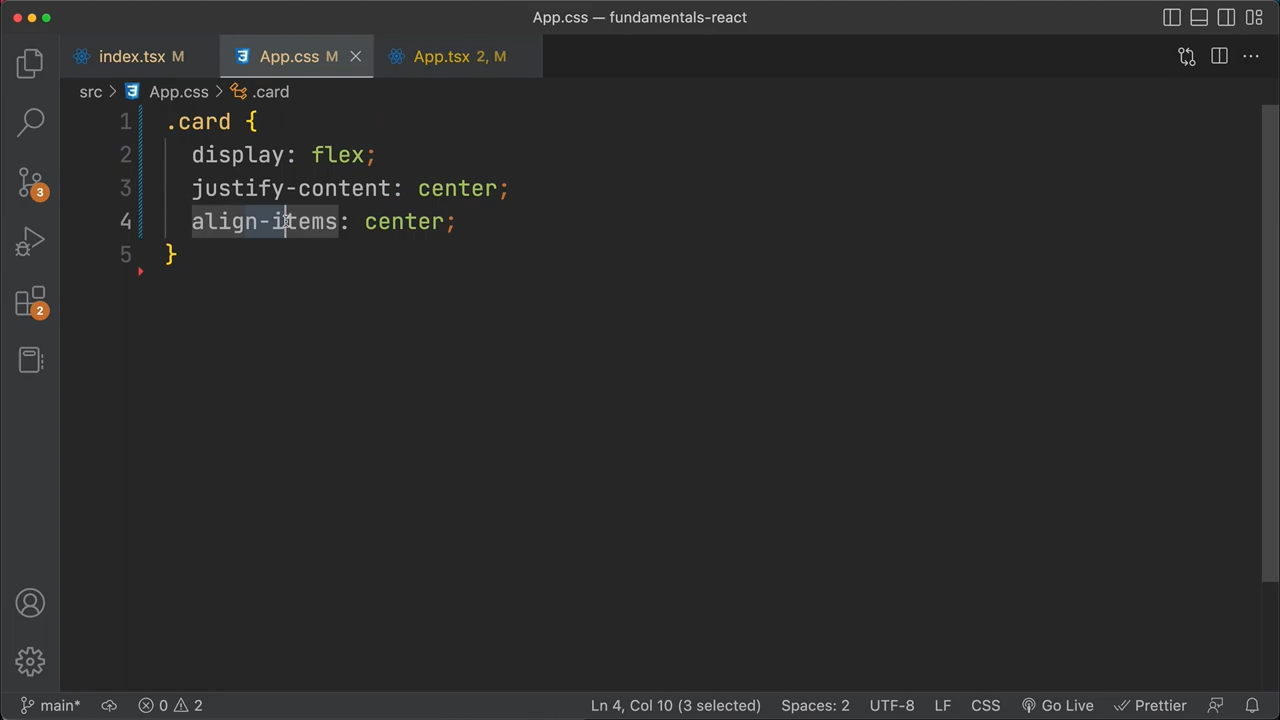 App.css — fundamentals-react
index.tsx M
App.css M
App.tsx 2, M
src > App.css > .card
1 .card {
2 display: flex;
3 justify-content: center;
4 align-items: center;
5 }
3
2
main*
0 2
Ln 4, Col 10 (3 selected)
Spaces: 2
UTF-8
LF
CSS
Go Live
Prettier